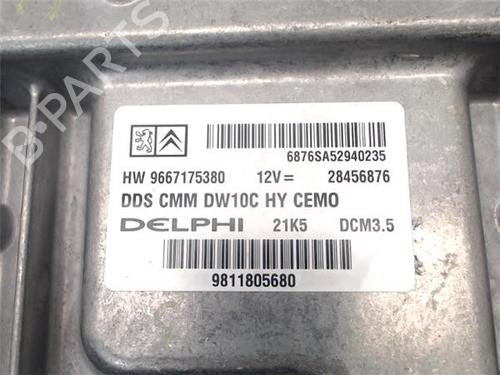 6876SA52940235
HW 9667175380 12V= 28456876
DDS CMM DW10C HY CEMO
DELPHI 21K5 DCM3.5
9811805680
B-PARTS